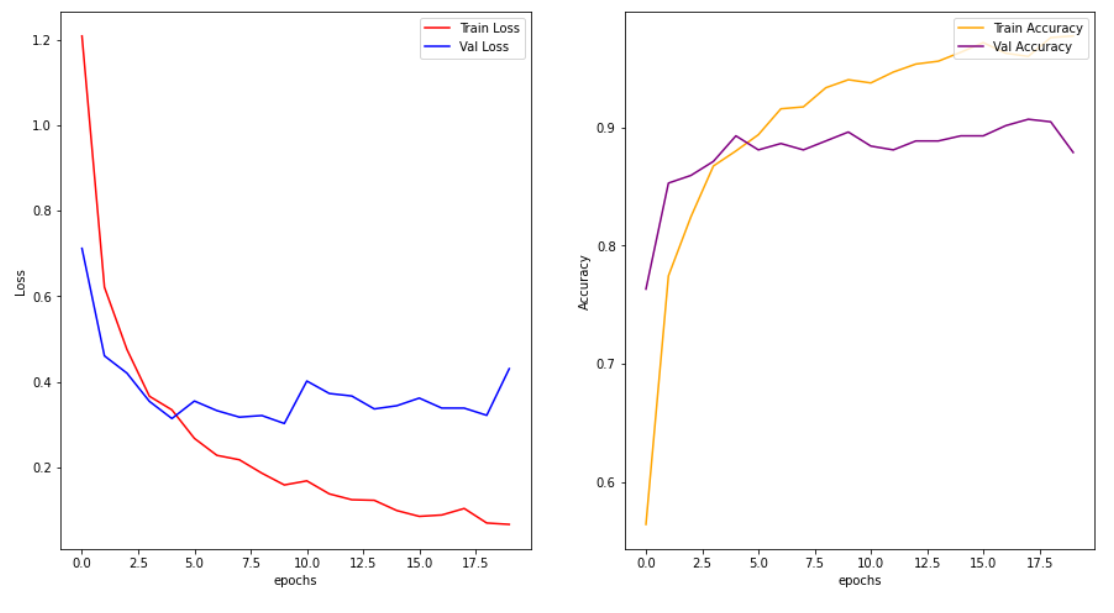 Train Loss
Val Loss
1.2
1.0
0.8
0.6
0.4
0.2
Loss
0.0 2.5 5.0 7.5 10.0 12.5 15.0 17.5
epochs
Train Accuracy
Val Accuracy
0.9
0.8
0.7
0.6
Accuracy
0.0 2.5 5.0 7.5 10.0 12.5 15.0 17.5
epochs